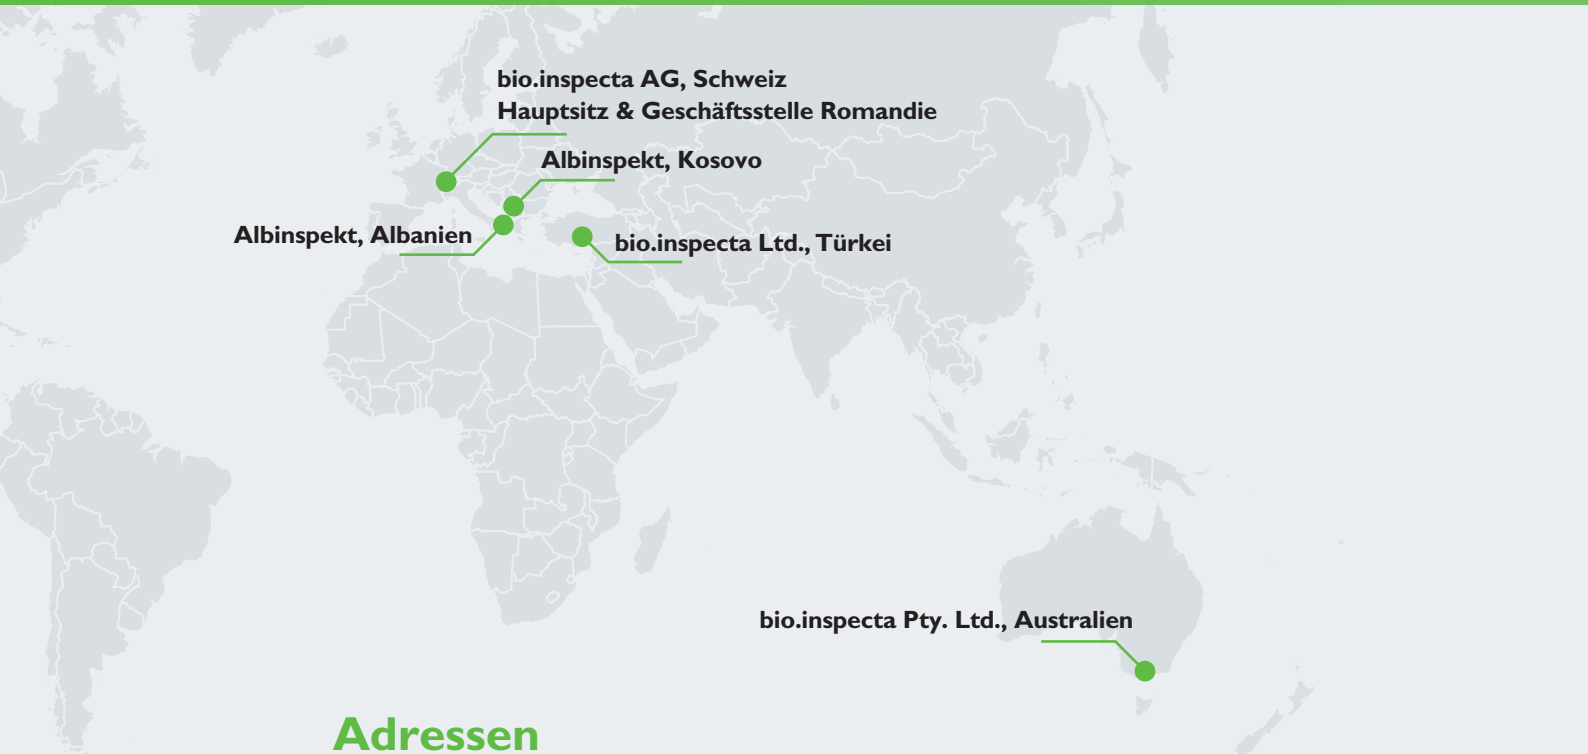 bio.inspecta AG, Schweiz
Hauptsitz & Geschäftsstelle Romandie
Albinspekt, Kosovo
Albinspekt, Albanien
bio.inspecta Ltd., Türkei
bio.inspecta Pty. Ltd., Australien
Adressen